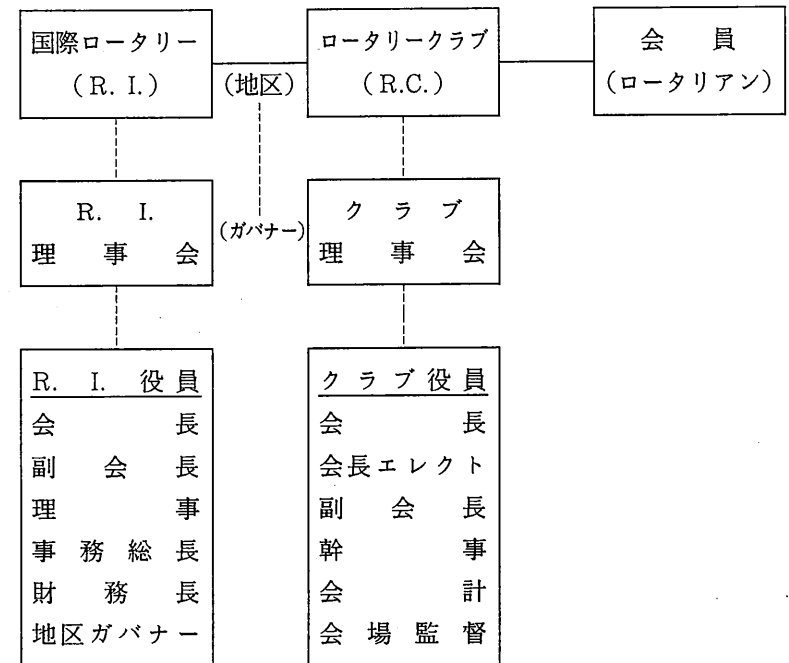 国際ロータリー
(R. I.)
(地区)
ロータリークラブ
(R.C.)
会員
(ロータリアン)
R. I.
理事会
(ガバナー)
クラブ
理事会
R. I. 役員
会長
副会長
理事
事務総長
財務長
地区ガバナー
クラブ役員
会長
会長エレクト
副会長
幹事
会計
会場監督